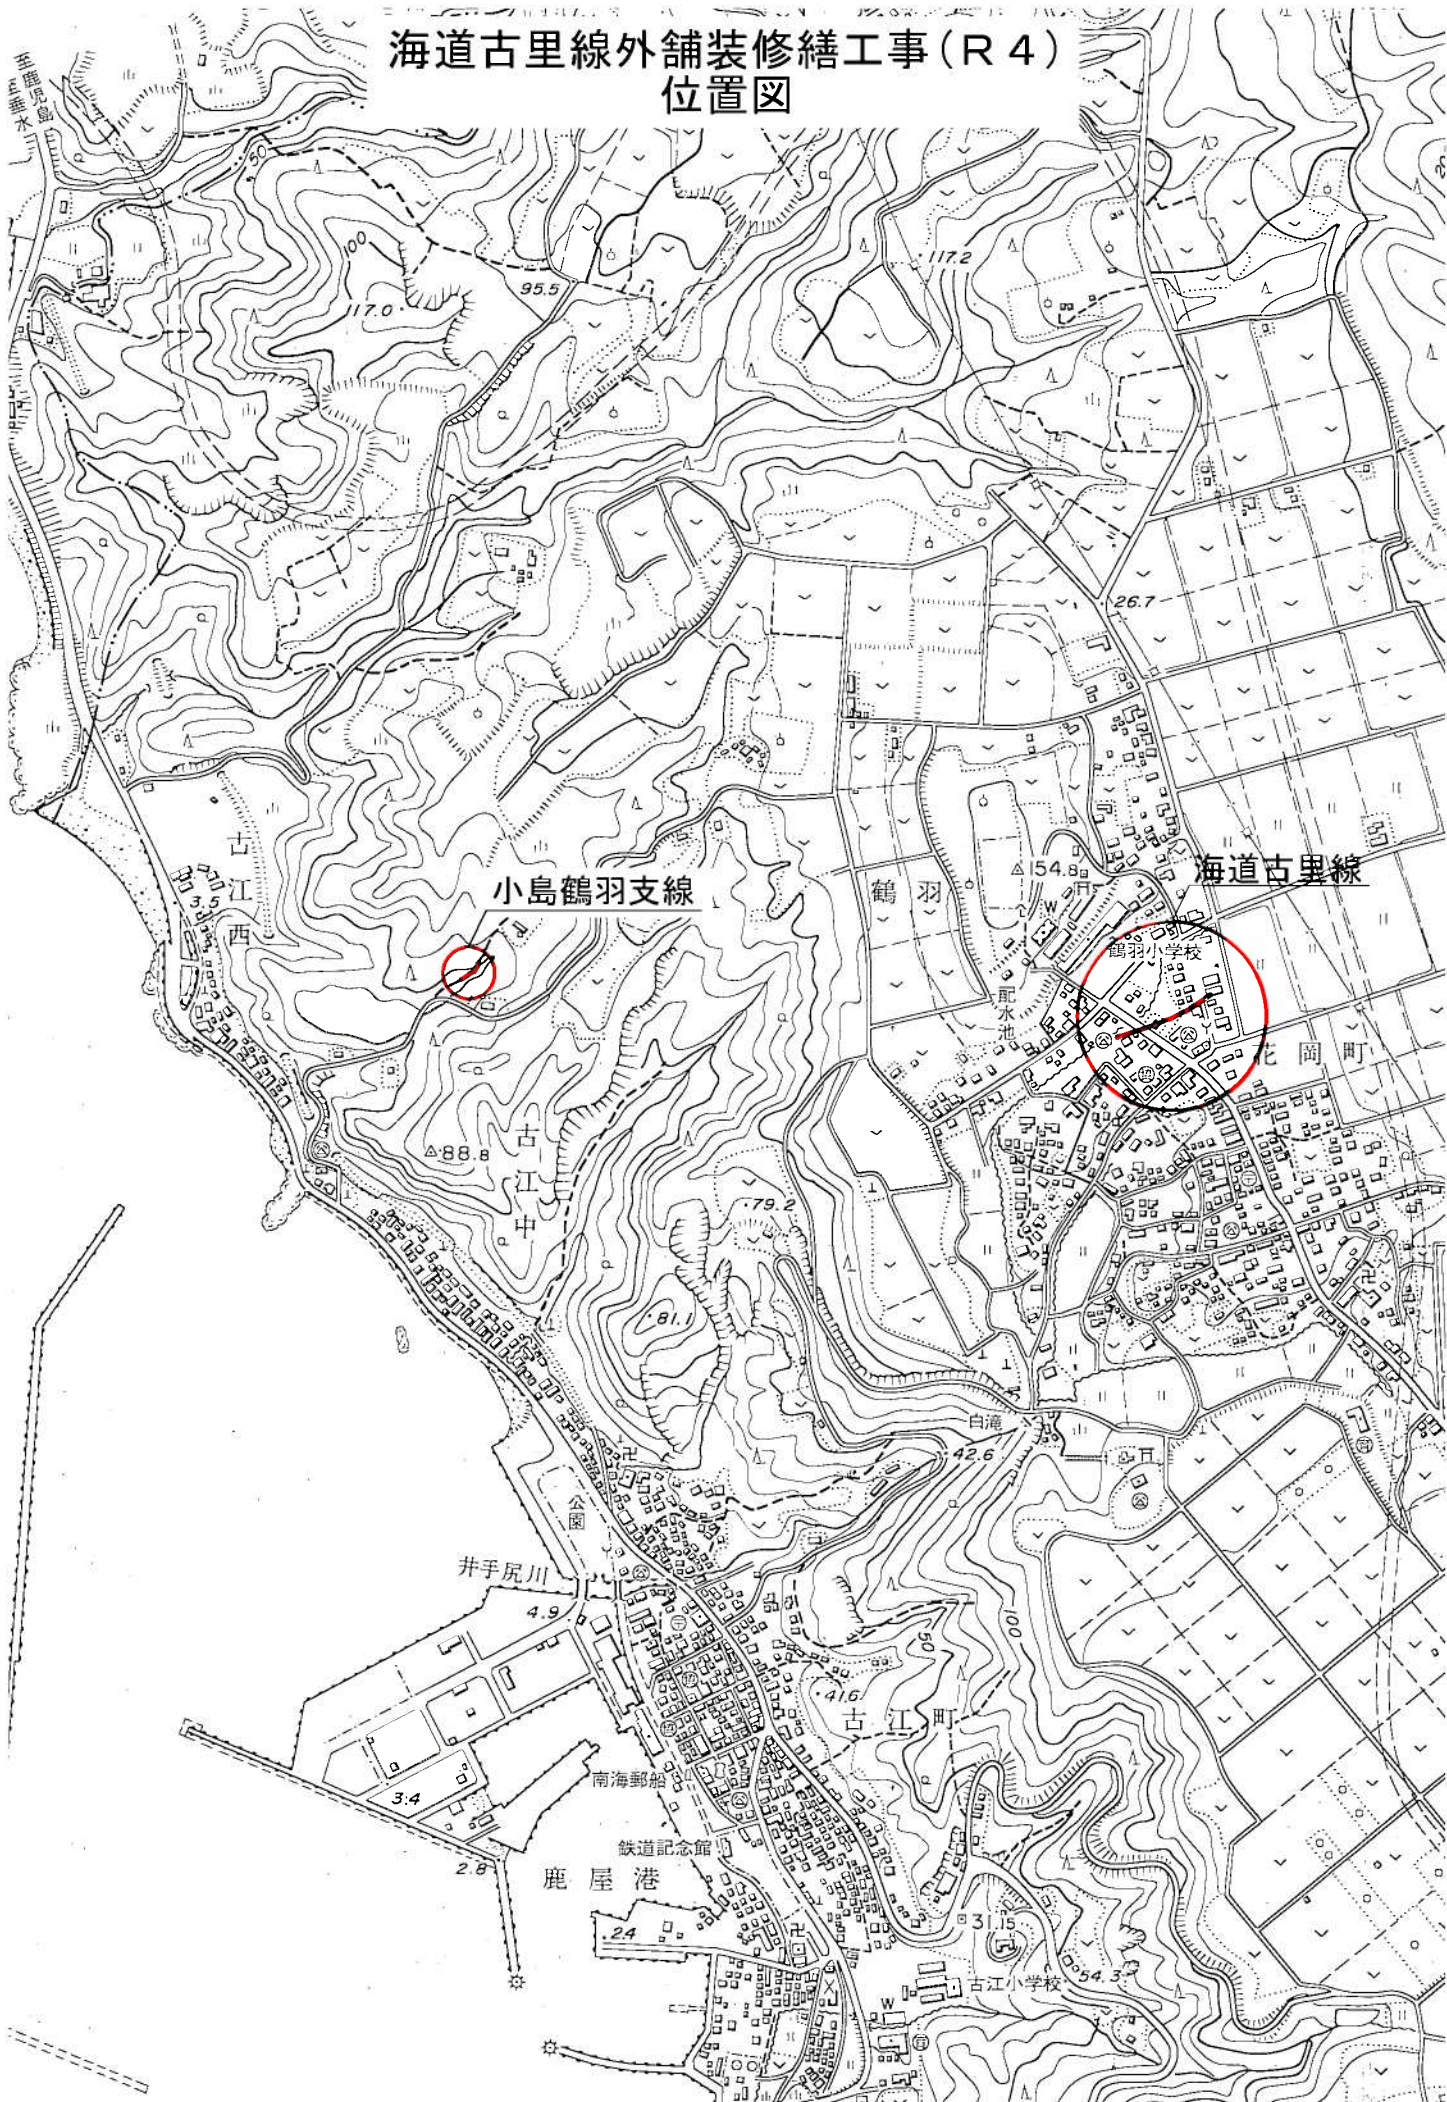 海道古里線外舗装修繕工事(R4)
位置図
至鹿児島
至垂水
50
100
117.0
95.5
117.2
26.7
古江西
3.5
小島鶴羽支線
鶴羽
154.8
海道古里線
W
鶴羽小学校
配水池
花岡町
88.8
古江中
79.2
81.1
白滝
42.6
公園
井手尻川
4.9
50
100
41.6
古江町
3.4
南海郵船
鉄道記念館
2.8
鹿屋港
2.4
31.15
54.3
古江小学校
W